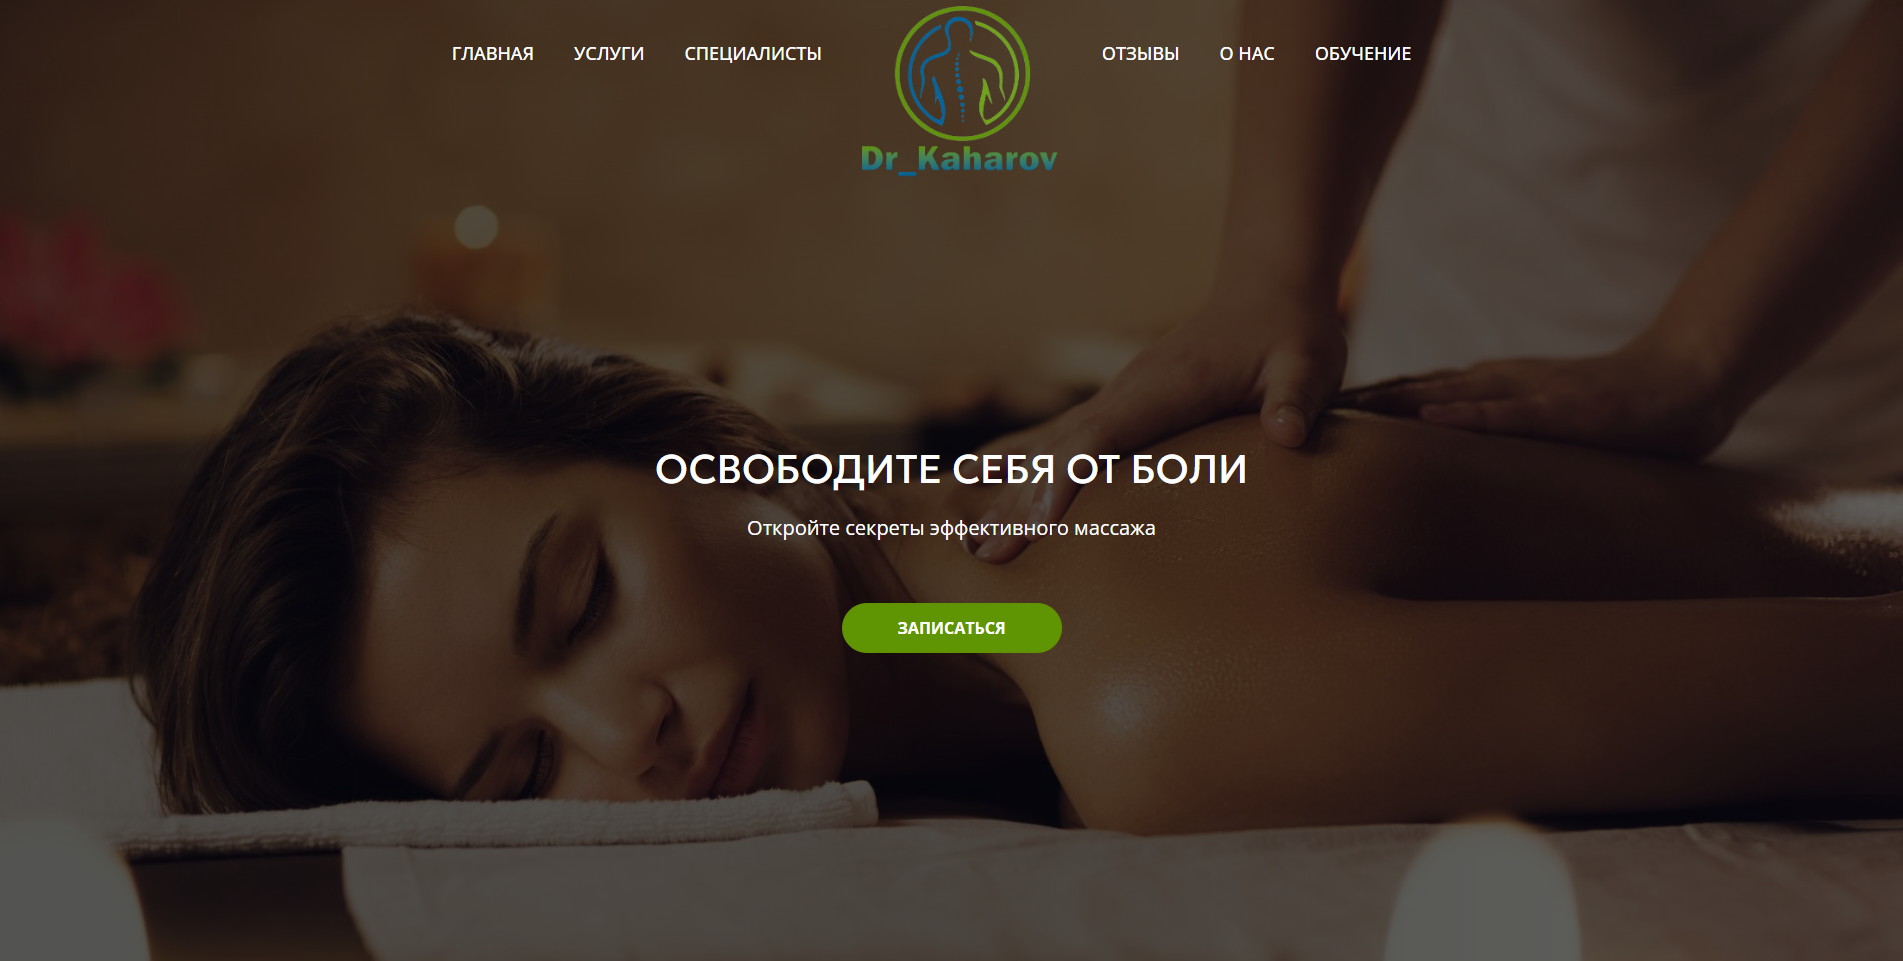 ГЛАВНАЯ УСЛУГИ СПЕЦИАЛИСТЫ ОТЗЫВЫ О НАС ОБУЧЕНИЕ
Dr_Kaharov
ОСВОБОДИТЕ СЕБЯ ОТ БОЛИ
Откройте секреты эффективного массажа
ЗАПИСАТЬСЯ